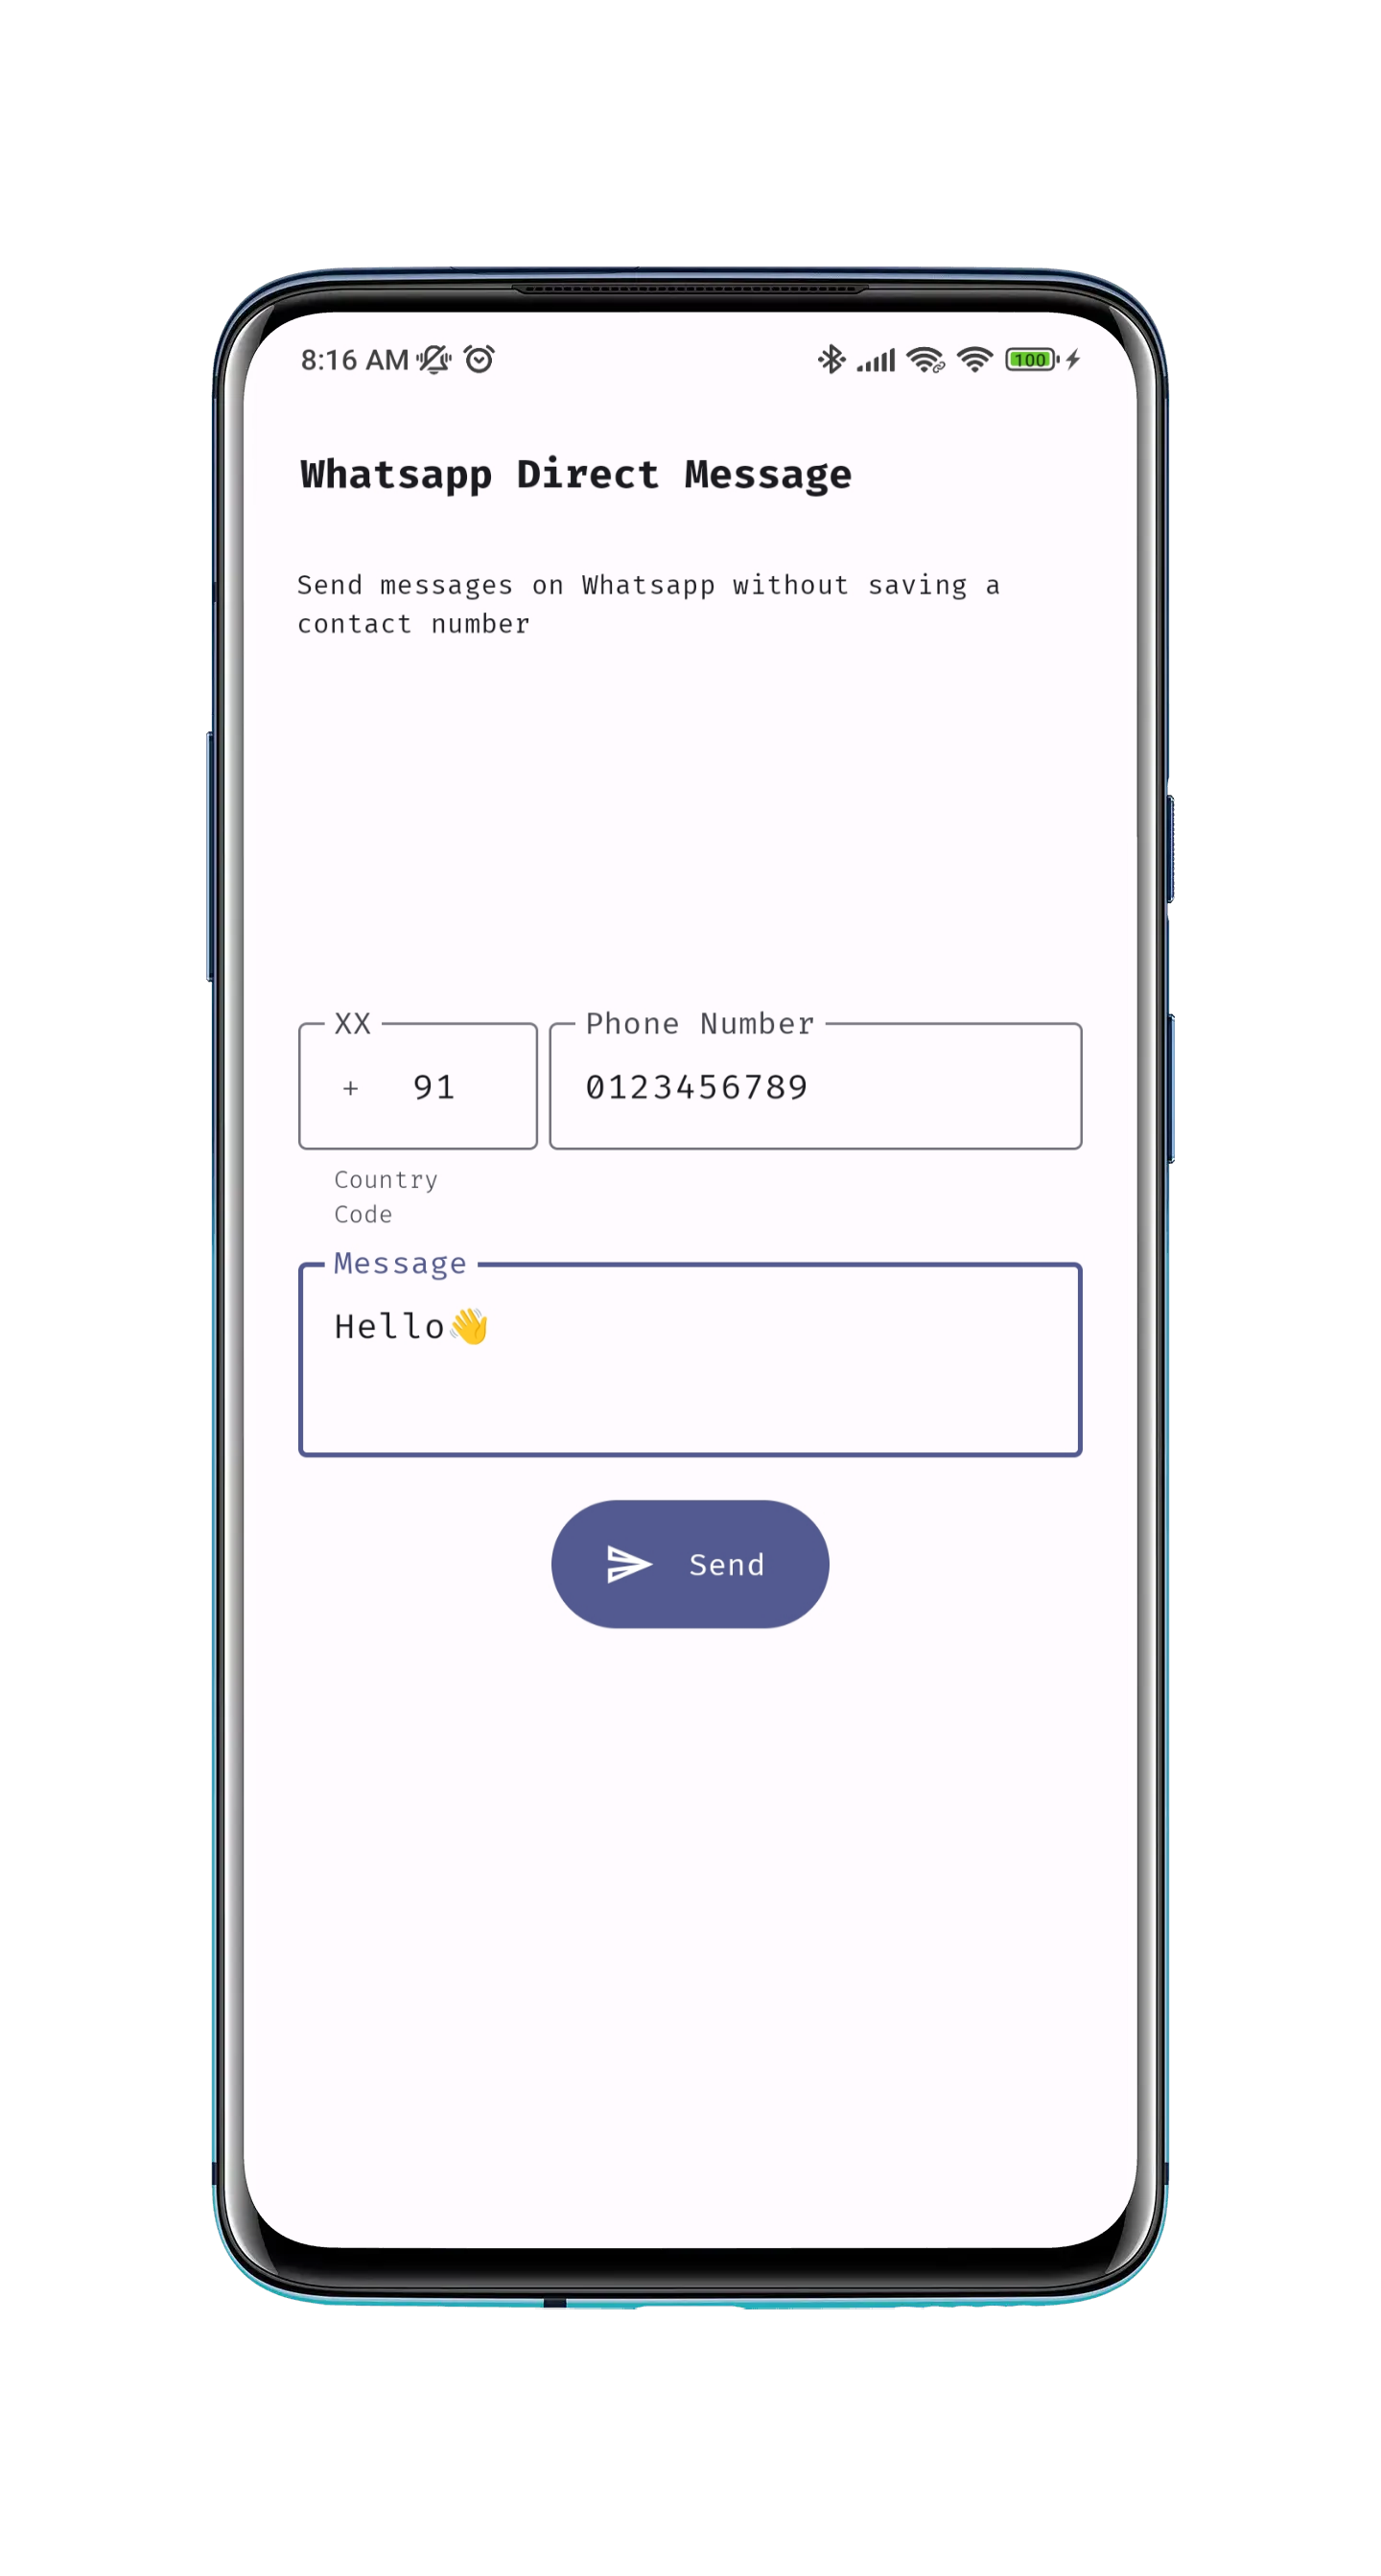 8:16 AM 100
Whatsapp Direct Message
Send messages on Whatsapp without saving a
contact number
XX Phone Number
+ 91 0123456789
Country
Code
Message
Hello👋
Send